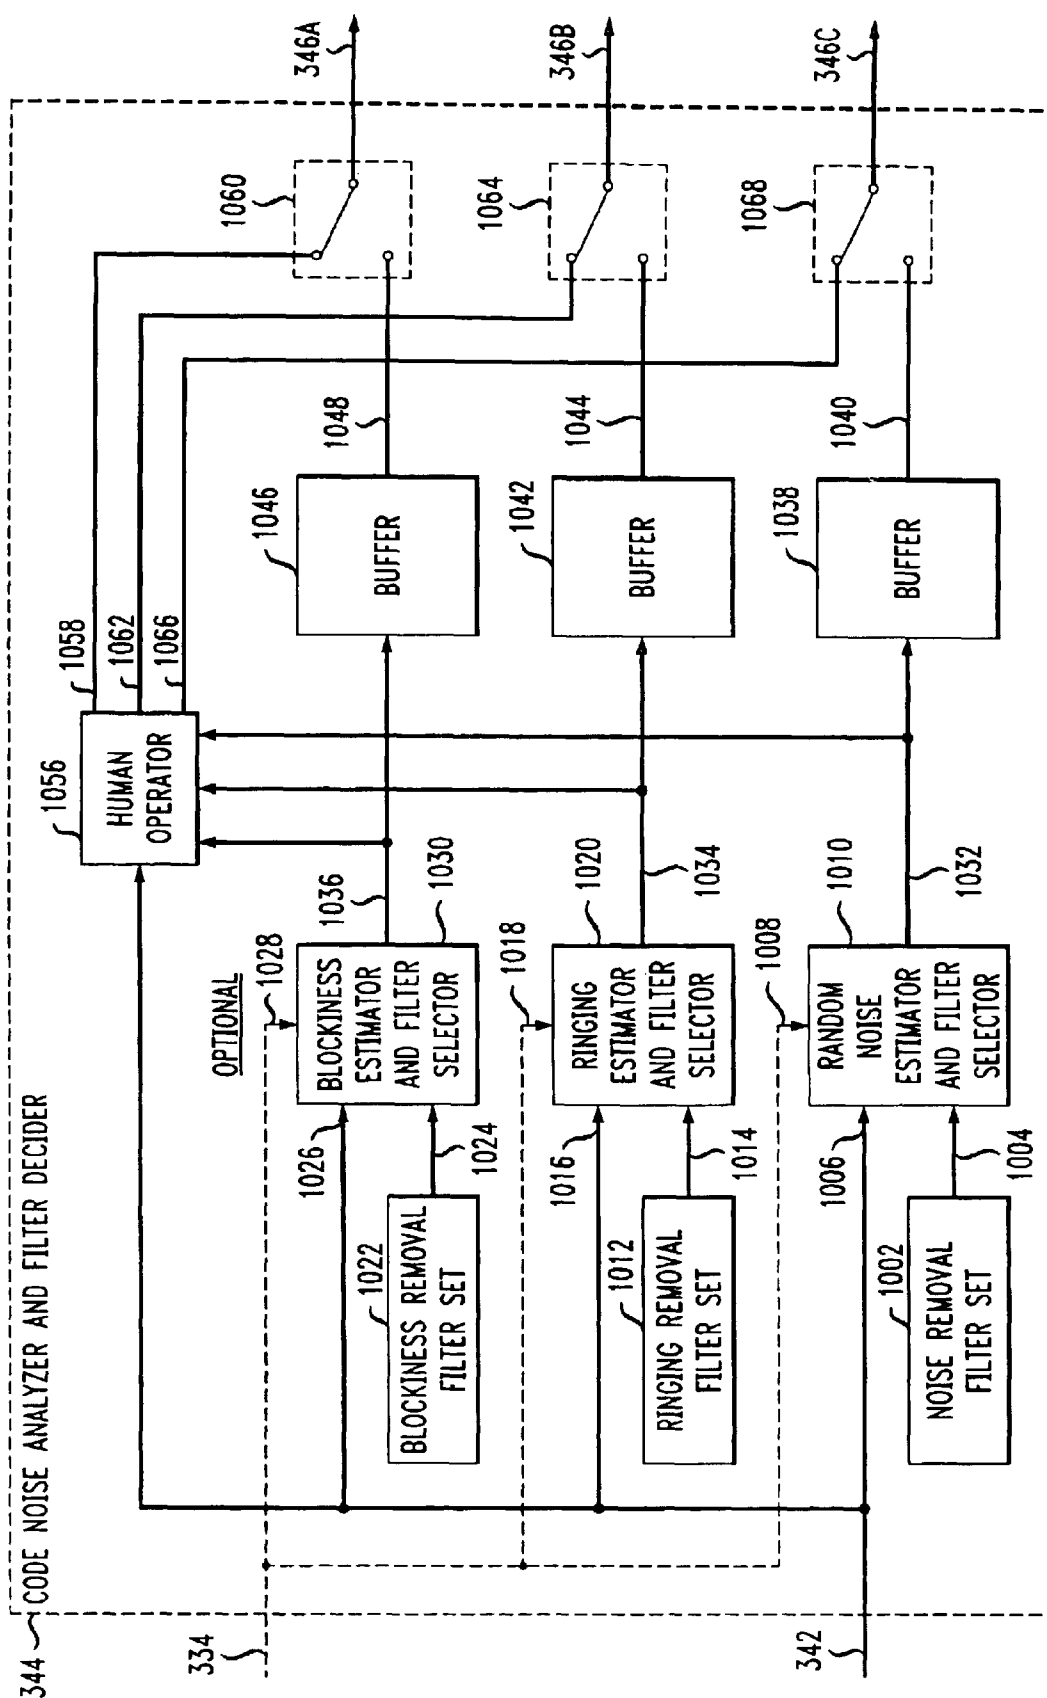 344 CODE NOISE ANALYZER AND FILTER DECIDER
1056
HUMAN
OPERATOR
1058
1062
1066
334
OPTIONAL
1028
1022
BLOCKINESS REMOVAL
FILTER SET
1026
1024
BLOCKINESS
ESTIMATOR
AND FILTER
SELECTOR
1030
1036
1046
BUFFER
1048
1060
346A
1018
1012
RINGING REMOVAL
FILTER SET
1016
1014
RINGING
ESTIMATOR
AND FILTER
SELECTOR
1020
1034
1042
BUFFER
1044
1064
346B
342
1008
1002
NOISE REMOVAL
FILTER SET
1006
1004
RANDOM
NOISE
ESTIMATOR
AND FILTER
SELECTOR
1010
1032
1038
BUFFER
1040
1068
346C